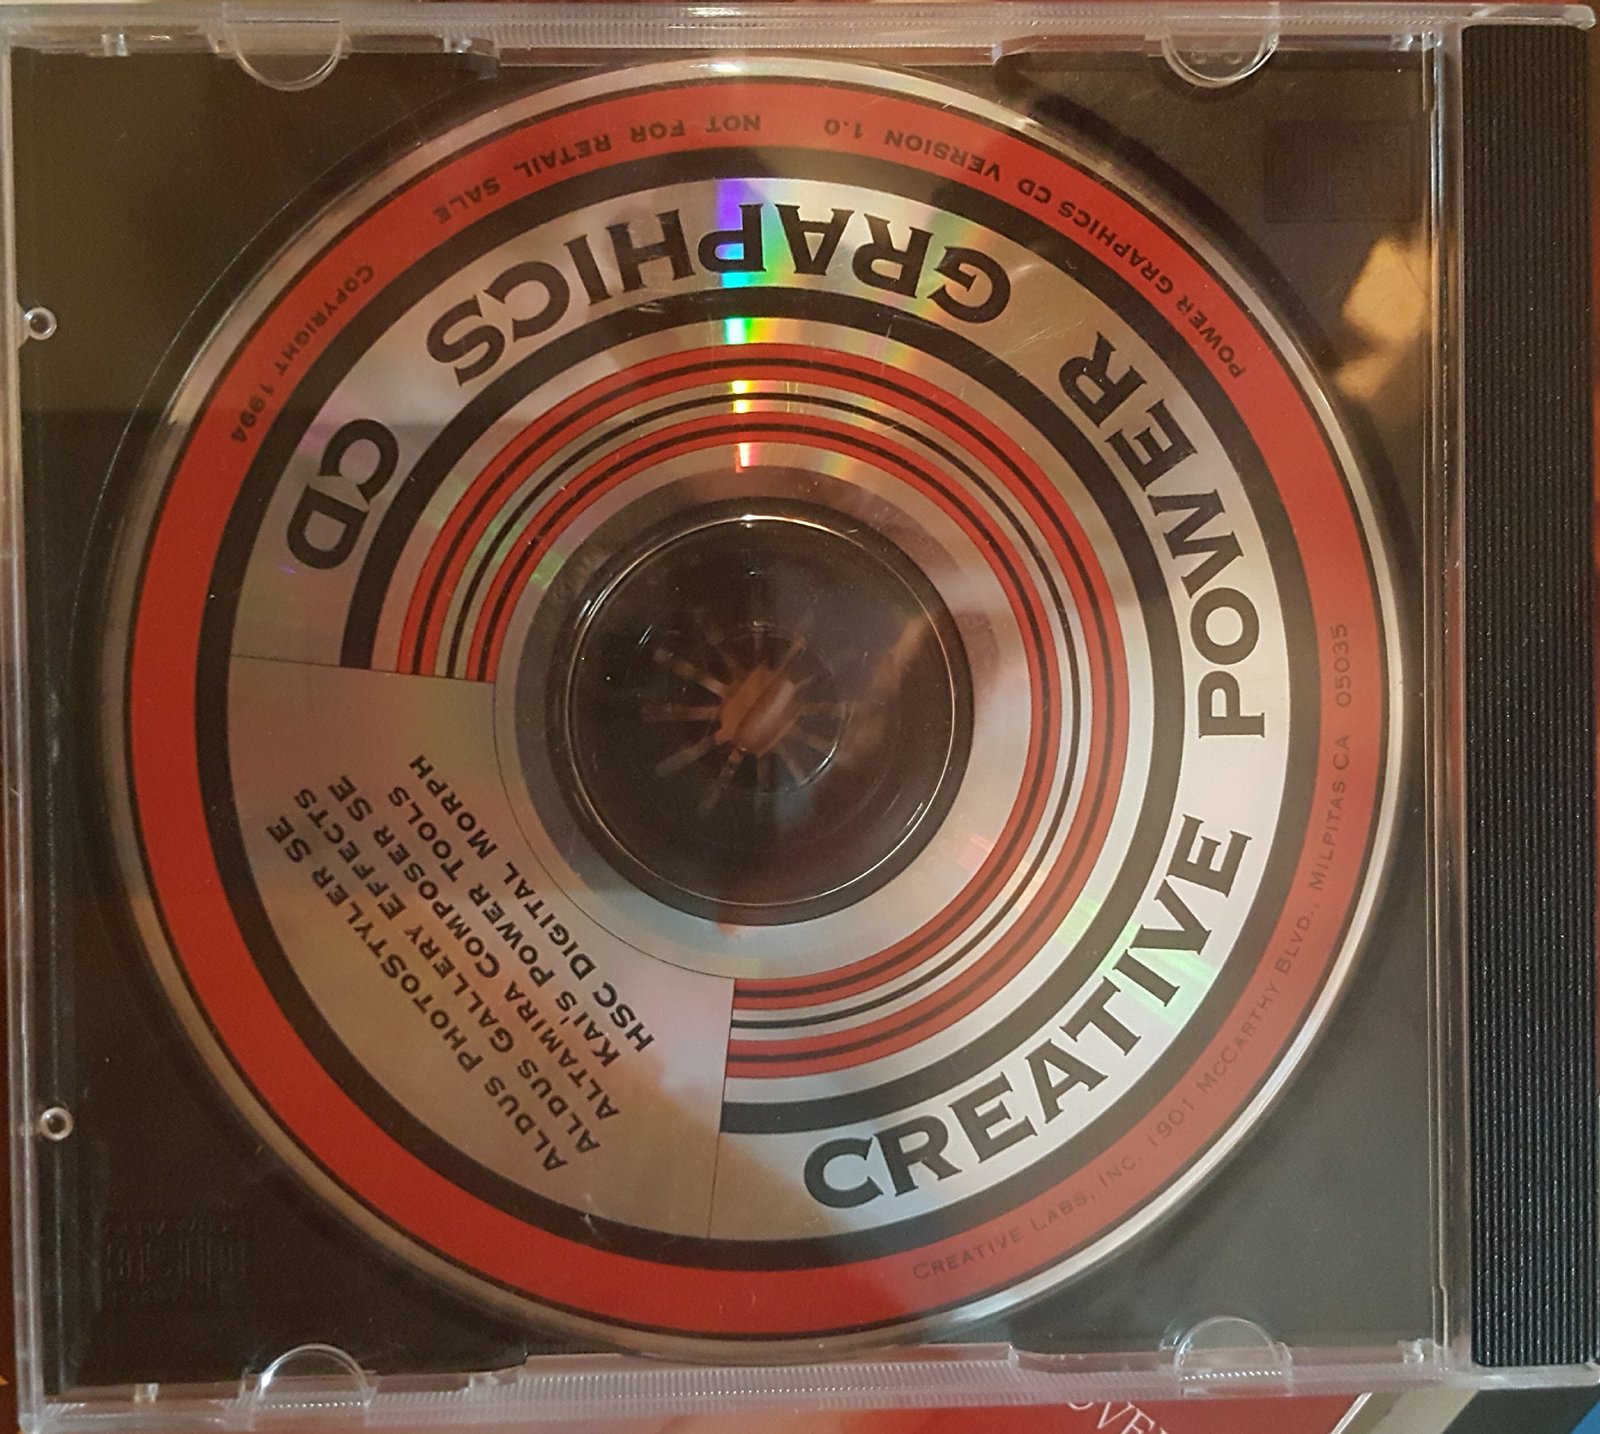 CREATIVE POWER GRAPHICS CD
ALDUS PHOTOSTYLER SE
ALDUS GALLERY EFFECTS
ALTAMIRA COMPOSER SE
KAI'S POWER TOOLS
HSC DIGITAL MORPH
CREATIVE LABS, INC. 1901 MCCARTHY BLVD., MILPITAS CA 05035
POWER GRAPHICS CD VERSION 1.0 NOT FOR RETAIL SALE
COPYRIGHT 1994